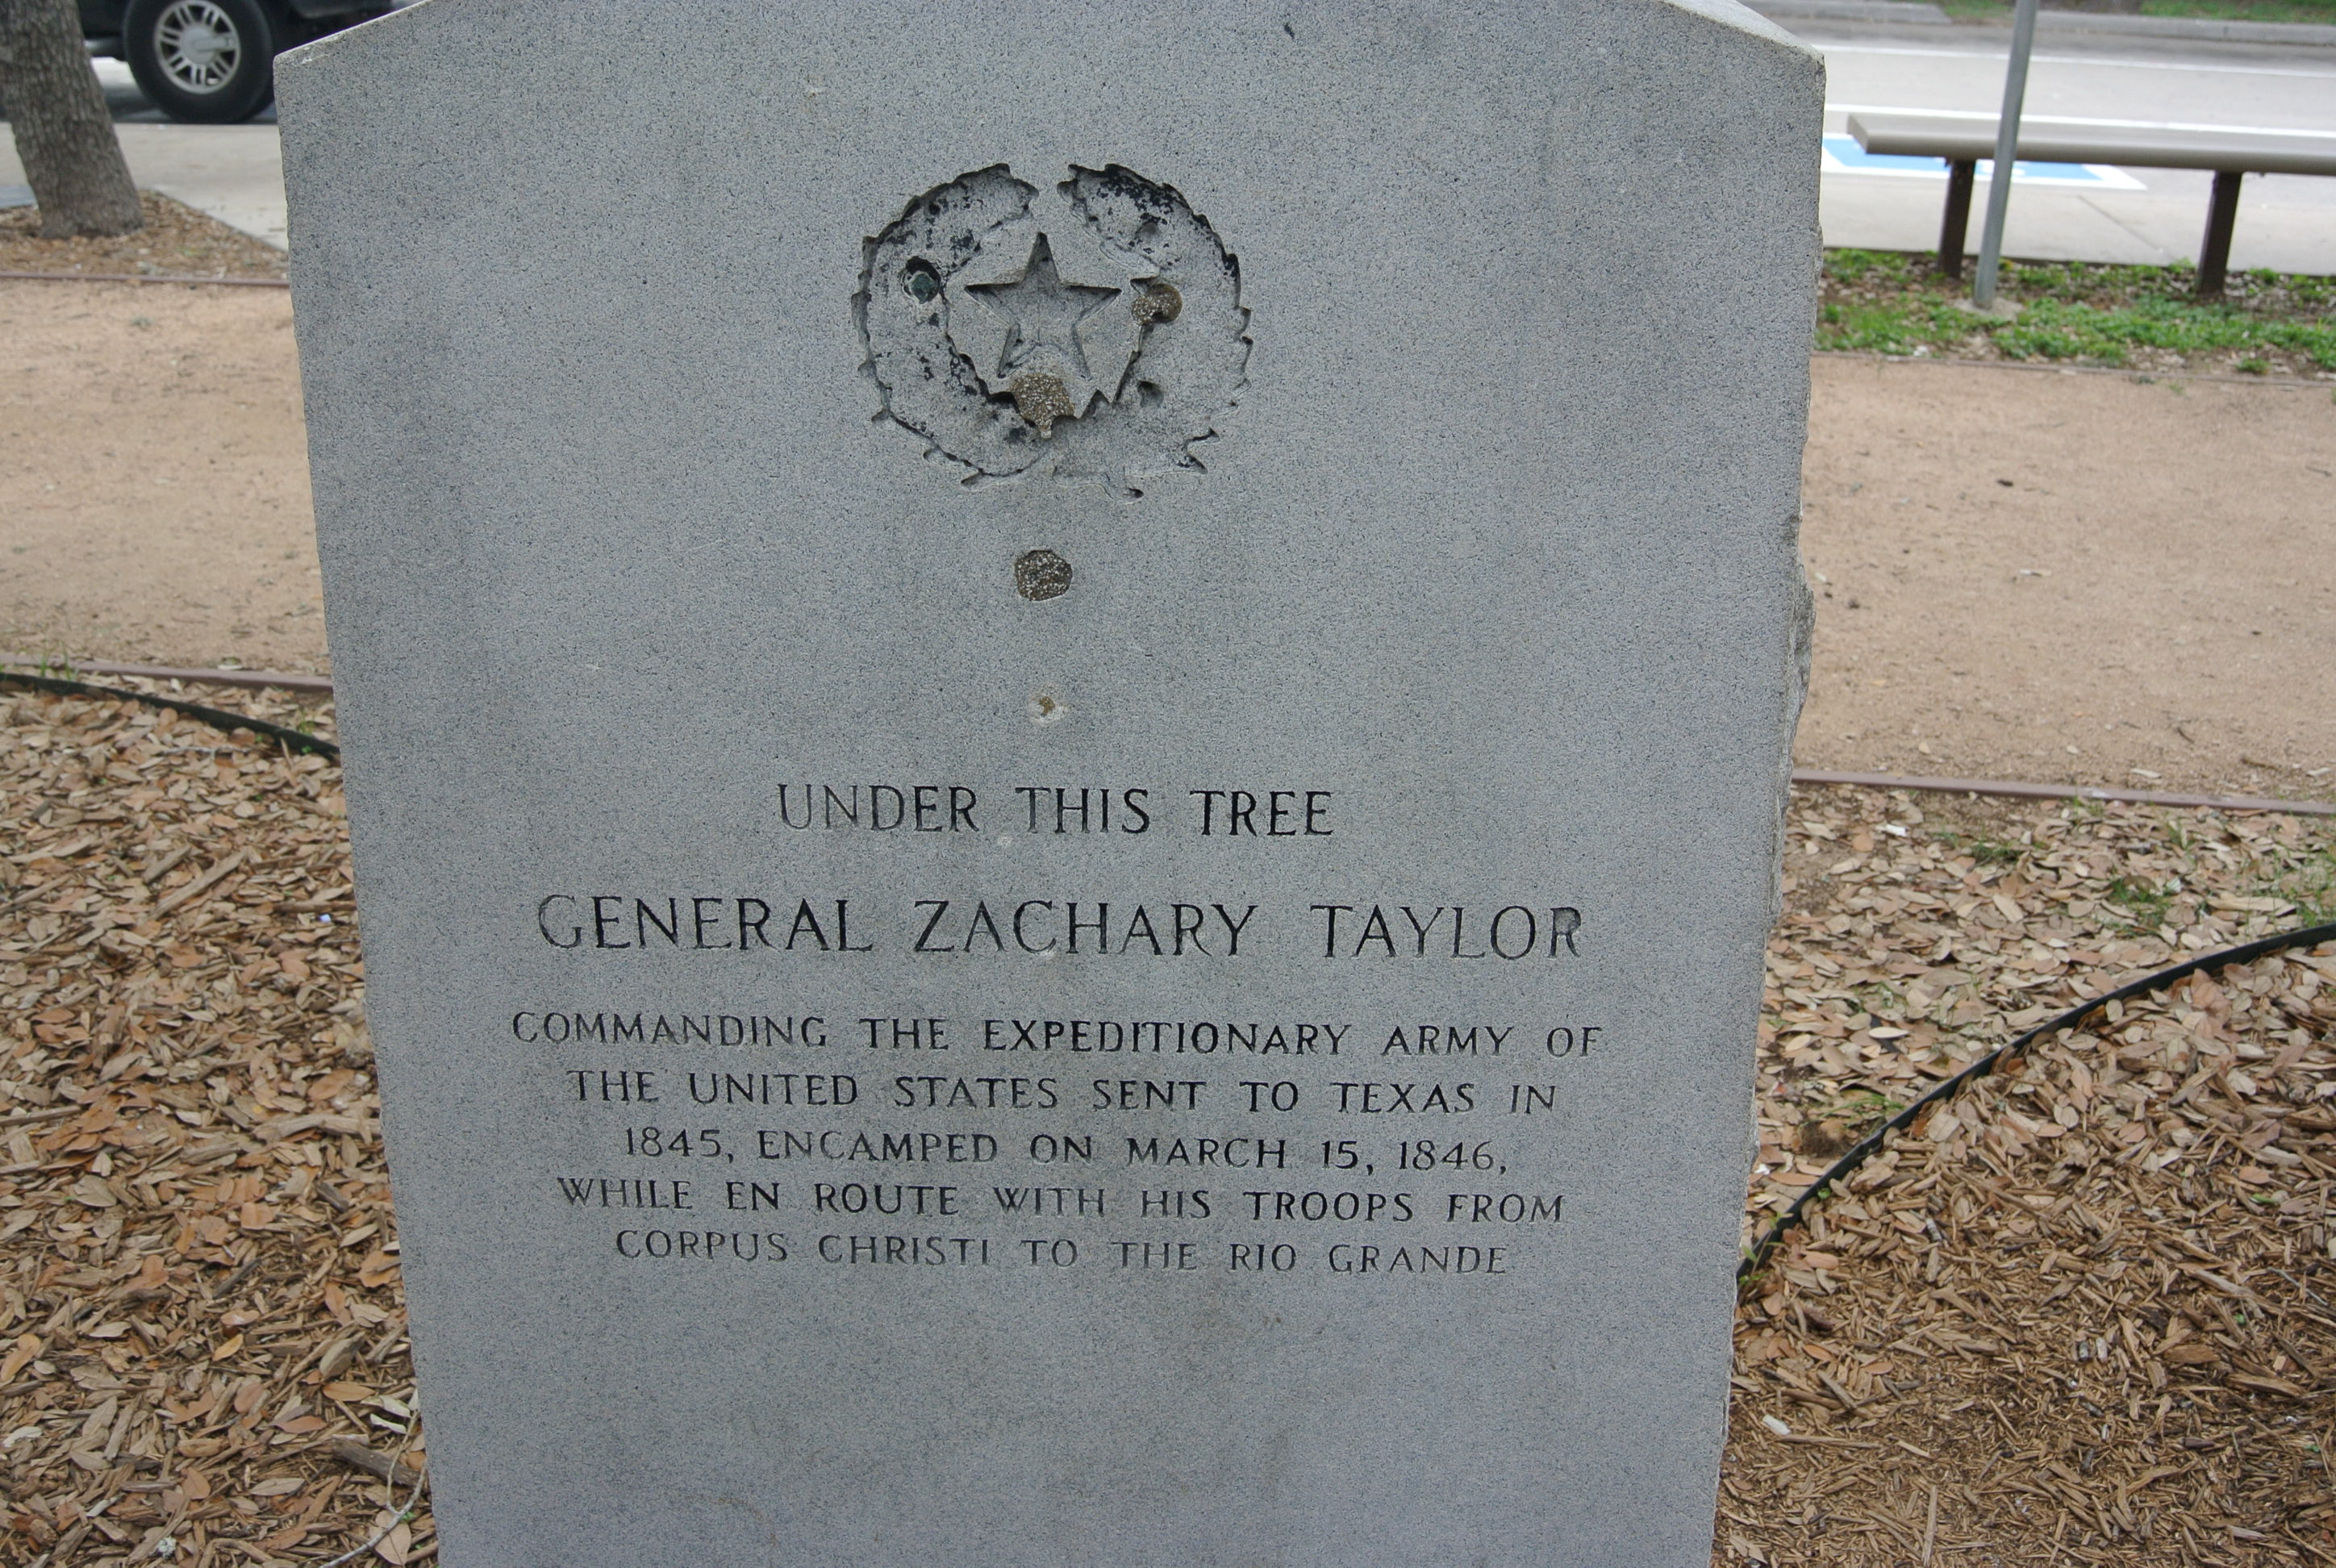 UNDER THIS TREE
GENERAL ZACHARY TAYLOR
COMMANDING THE EXPEDITIONARY ARMY OF
THE UNITED STATES SENT TO TEXAS IN
1845, ENCAMPED ON MARCH 15, 1846,
WHILE EN ROUTE WITH HIS TROOPS FROM
CORPUS CHRISTI TO THE RIO GRANDE